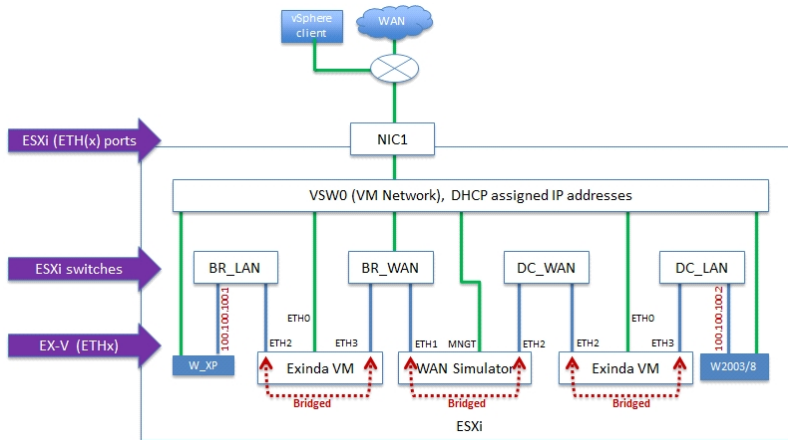 vSphere
client
WAN
ESXi (ETH(x) ports
NIC1
VSW0 (VM Network), DHCP assigned IP addresses
ESXi switches
BR_LAN
BR_WAN
DC_WAN
DC_LAN
100.100.100.1
100.100.100.2
ETH0
ETH0
EX-V (ETHx)
ETH2
ETH3
ETH1
MNGT
ETH2
ETH2
ETH3
W_XP
Exinda VM
WAN Simulator
Exinda VM
W2003/8
Bridged
Bridged
Bridged
ESXi